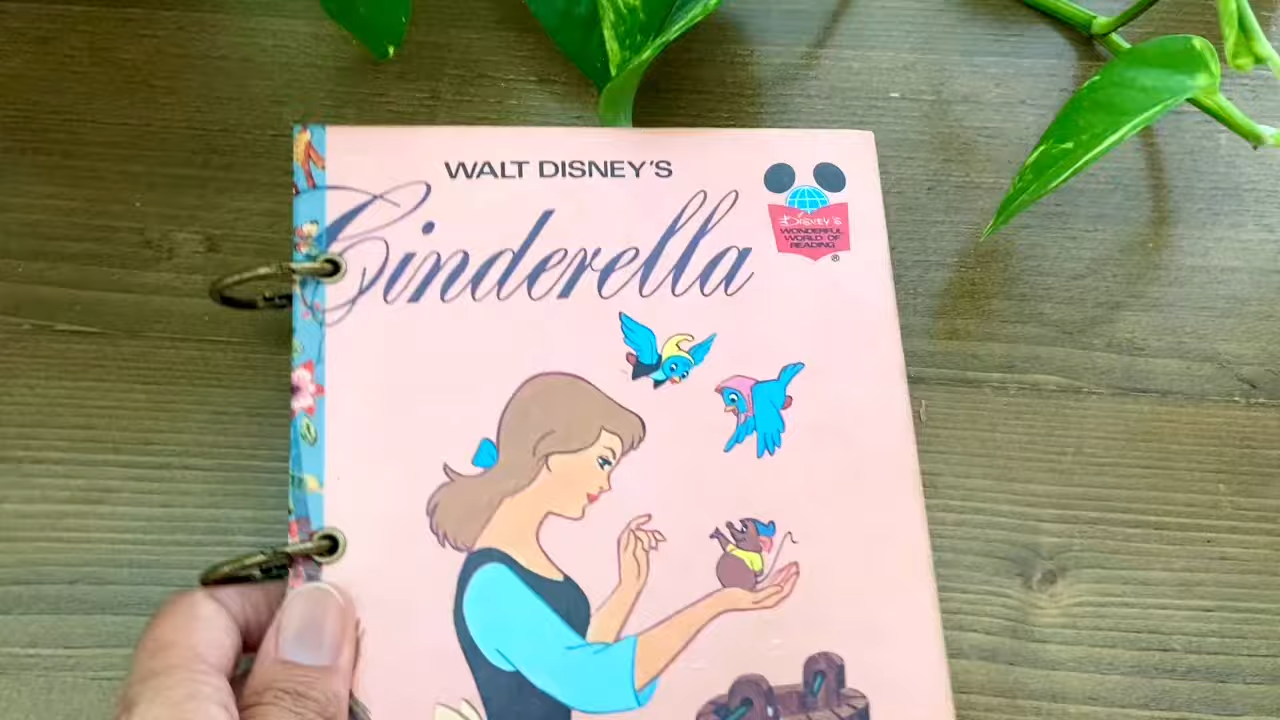 WALT DISNEY'S
Cinderella
DISNEY'S
WONDERFUL
WORLD OF
READING
®